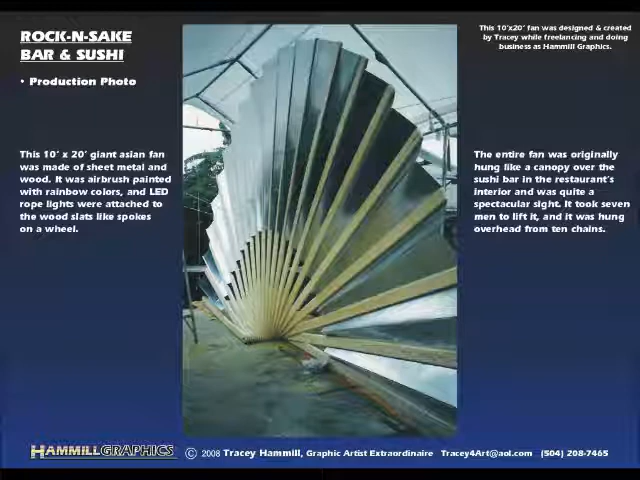 ROCK-N-SAKE
BAR & SUSHI
• Production Photo
This 10' x 20' giant asian fan
was made of sheet metal and
wood. It was airbrush painted
with rainbow colors, and LED
rope lights were attached to
the wood slats like spokes
on a wheel.
This 10'x20' fan was designed & created
by Tracey while freelancing and doing
business as Hammill Graphics.
The entire fan was originally
hung like a canopy over the
sushi bar in the restaurant's
interior and was quite a
spectacular sight. It took seven
men to lift it, and it was hung
overhead from ten chains.
HAMMILLGRAPHICS © 2008 Tracey Hammill, Graphic Artist Extraordinaire Tracey4Art@aol.com (504) 208-7465